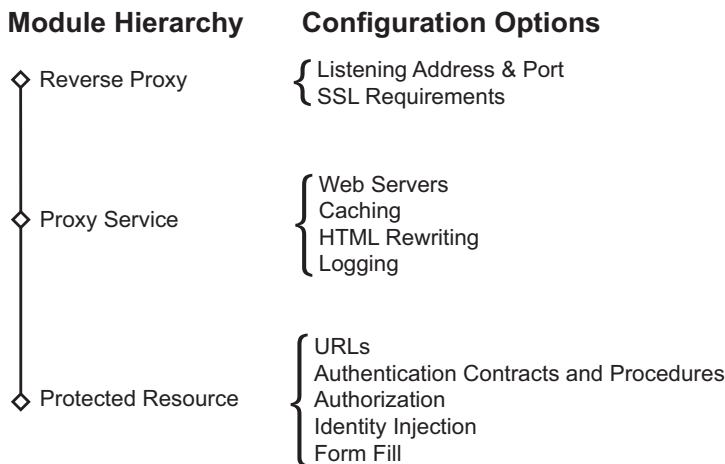 Module Hierarchy
Configuration Options
Reverse Proxy
Listening Address & Port
SSL Requirements
Proxy Service
Web Servers
Caching
HTML Rewriting
Logging
Protected Resource
URLs
Authentication Contracts and Procedures
Authorization
Identity Injection
Form Fill